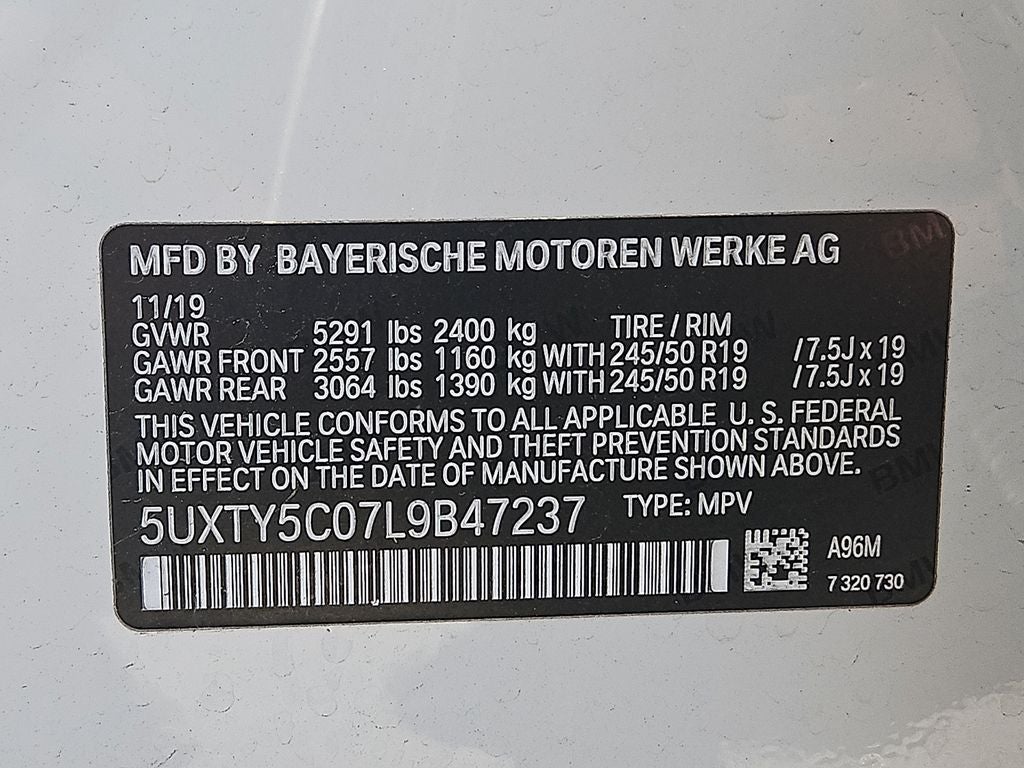 MFD BY BAYERISCHE MOTOREN WERKE AG
11/19
GVWR 5291 lbs 2400 kg TIRE / RIM
GAWR FRONT 2557 lbs 1160 kg WITH 245/50 R19 /7.5J x 19
GAWR REAR 3064 lbs 1390 kg WITH 245/50 R19 /7.5J x 19
THIS VEHICLE CONFORMS TO ALL APPLICABLE U. S. FEDERAL
MOTOR VEHICLE SAFETY AND THEFT PREVENTION STANDARDS
IN EFFECT ON THE DATE OF MANUFACTURE SHOWN ABOVE.
5UXTY5C07L9B47237 TYPE: MPV
A96M
7 320 730